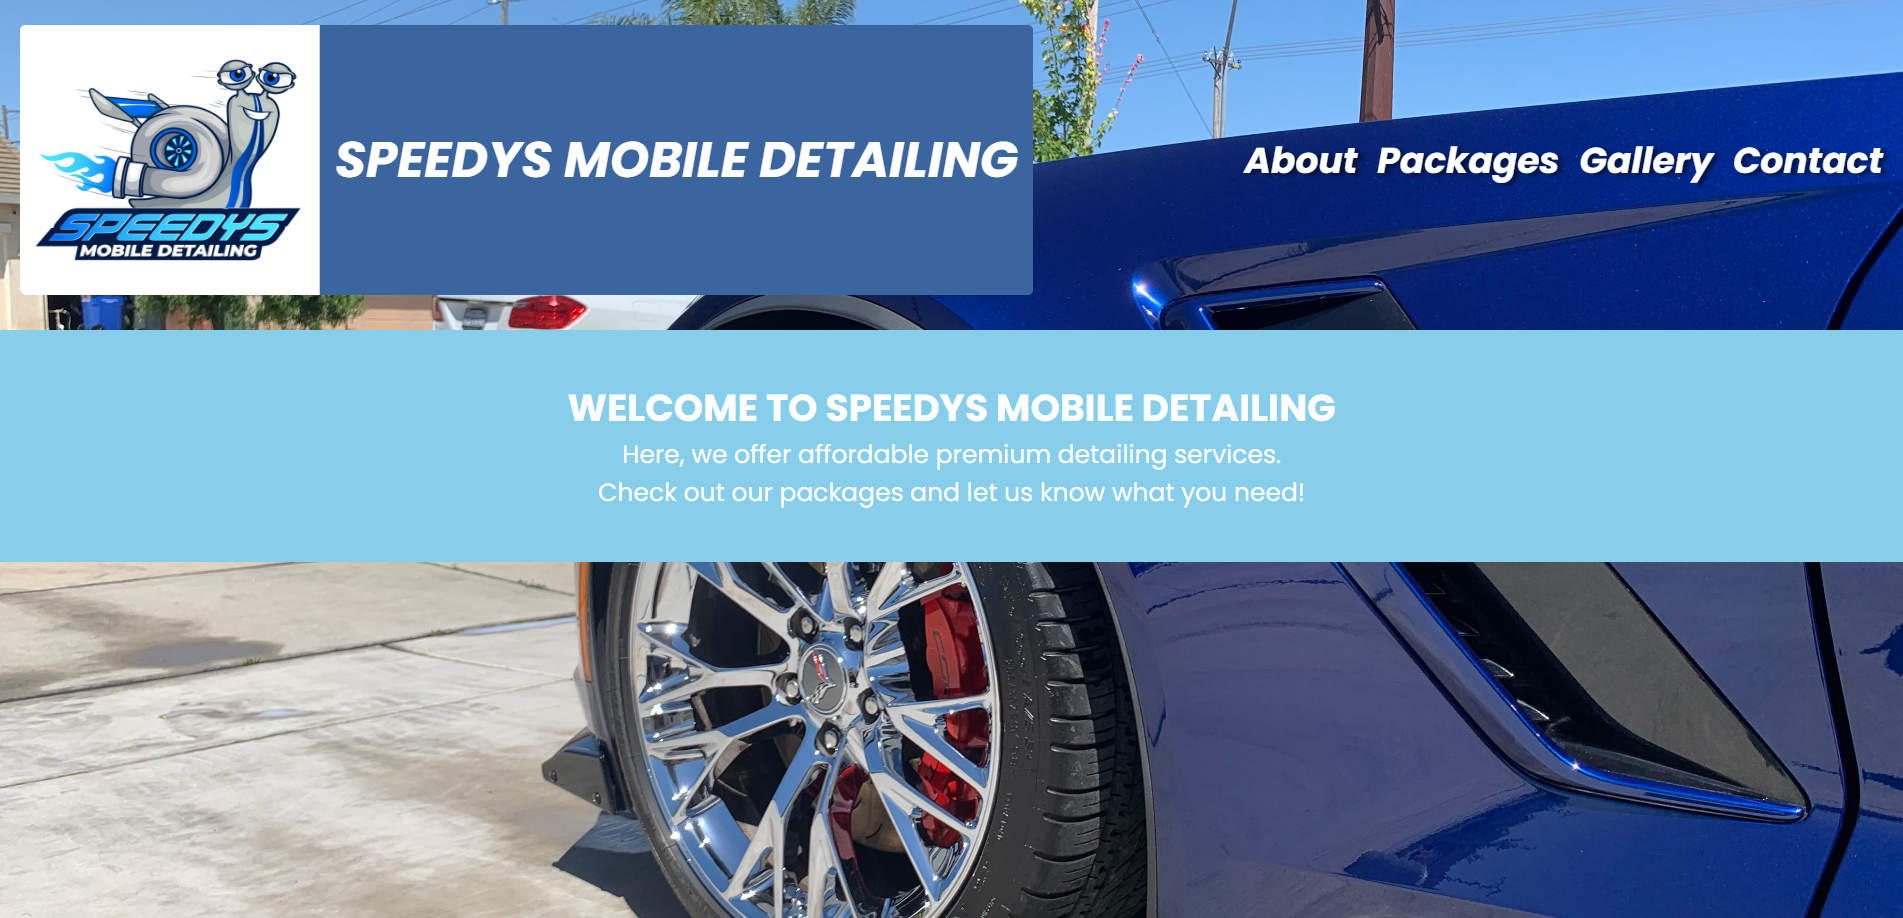 SPEEDYS
MOBILE DETAILING
SPEEDYS MOBILE DETAILING
About Packages Gallery Contact
WELCOME TO SPEEDYS MOBILE DETAILING
Here, we offer affordable premium detailing services.
Check out our packages and let us know what you need!